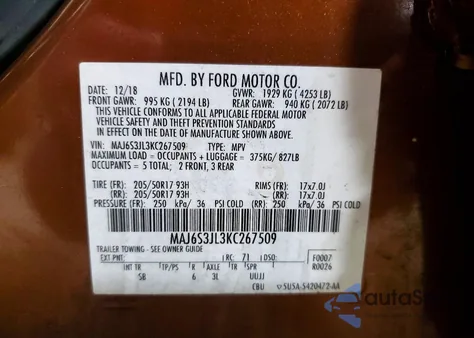 MFD. BY FORD MOTOR CO.
DATE: 12/18 GVWR: 1929 KG ( 4253 LB)
FRONT GAWR: 995 KG ( 2194 LB) REAR GAWR: 940 KG ( 2072 LB)
THIS VEHICLE CONFORMS TO ALL APPLICABLE FEDERAL MOTOR
VEHICLE SAFETY AND THEFT PREVENTION STANDARDS IN
EFFECT ON THE DATE OF MANUFACTURE SHOWN ABOVE.
VIN: MAJ6S3JL3KC267509 TYPE: MPV
MAXIMUM LOAD = OCCUPANTS + LUGGAGE = 375KG/827LB
OCCUPANTS = 5 TOTAL; 2 FRONT, 3 REAR
TIRE (FR): 205/50R17 93H RIMS (FR): 17x7.0J
(RR): 205/50R17 93H (RR): 17x7.0J
PRESSURE (FR): 250 kPa/ 36 PSI COLD (RR): 250 kPa/ 36 PSI COLD
MAJ6S3JL3KC267509
TRAILER TOWING - SEE OWNER GUIDE
EXT PNT: RC: 71 DSO: F0007
R0026
INT TR TP/PS R AXLE TR SPR
SB 6 3L UUJJ
CBU
autoS